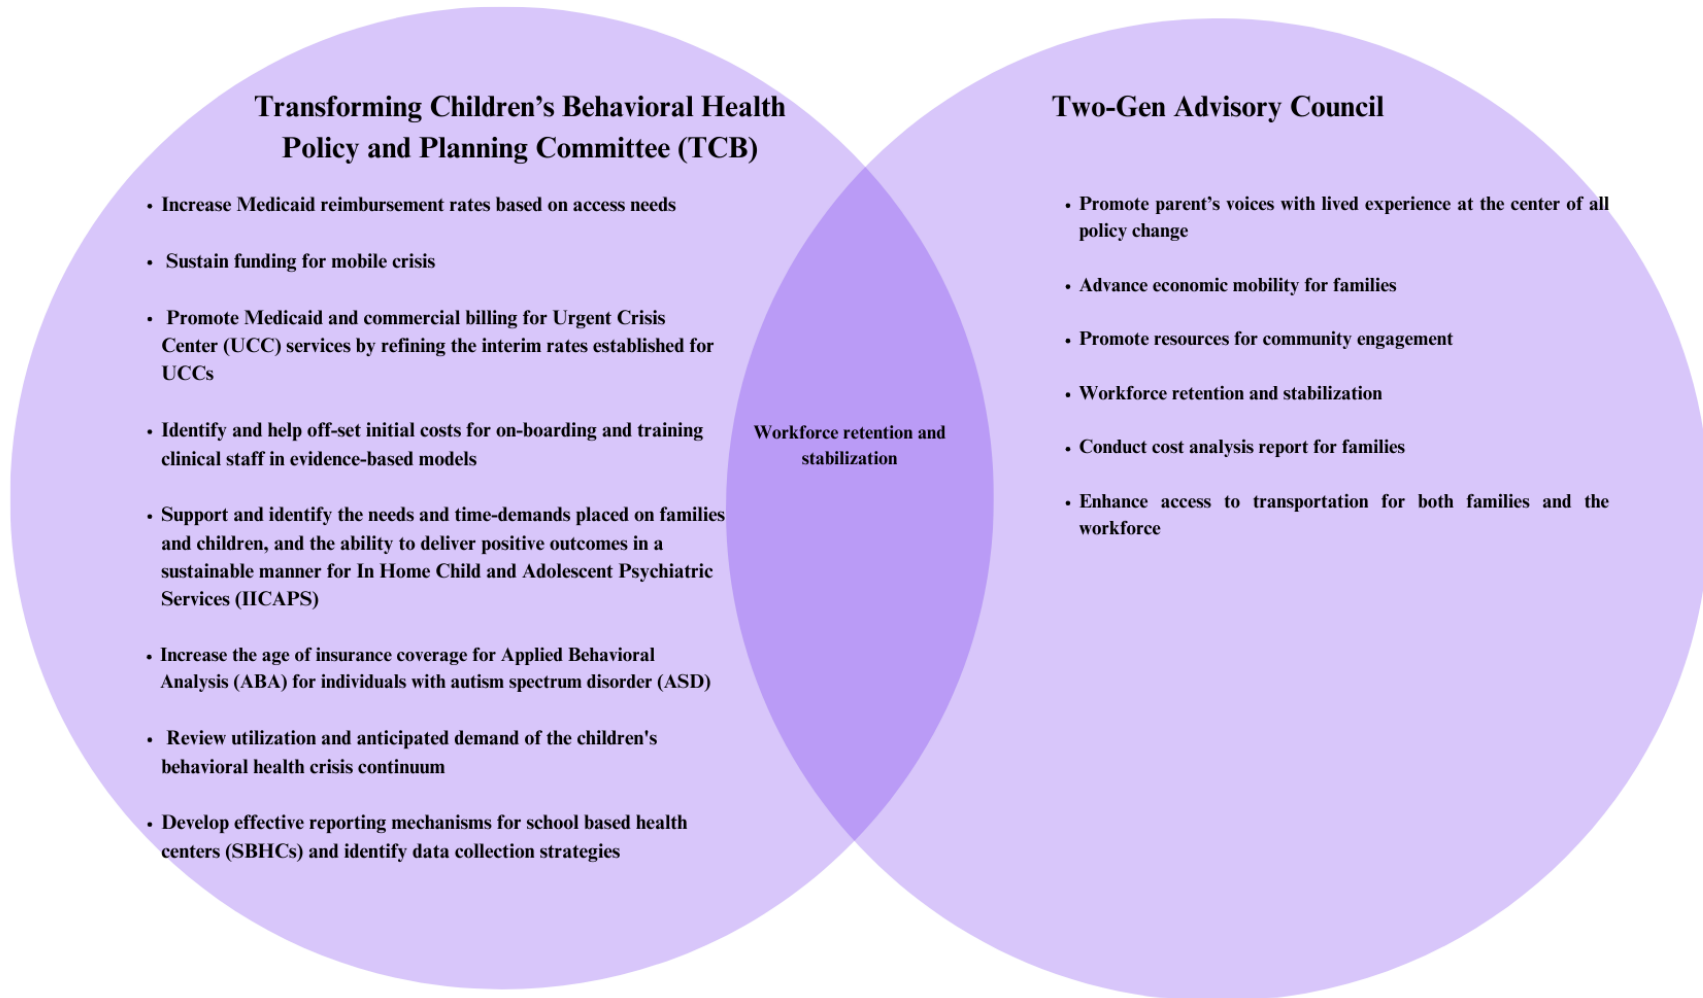 Transforming Children’s Behavioral Health
Policy and Planning Committee (TCB)
• Increase Medicaid reimbursement rates based on access needs
• Sustain funding for mobile crisis
• Promote Medicaid and commercial billing for Urgent Crisis
Center (UCC) services by refining the interim rates established for
UCCs
• Identify and help off-set initial costs for on-boarding and training
clinical staff in evidence-based models
• Support and identify the needs and time-demands placed on families
and children, and the ability to deliver positive outcomes in a
sustainable manner for In Home Child and Adolescent Psychiatric
Services (IICAPS)
• Increase the age of insurance coverage for Applied Behavioral
Analysis (ABA) for individuals with autism spectrum disorder (ASD)
• Review utilization and anticipated demand of the children's
behavioral health crisis continuum
• Develop effective reporting mechanisms for school based health
centers (SBHCs) and identify data collection strategies
Workforce retention and
stabilization
Two-Gen Advisory Council
• Promote parent’s voices with lived experience at the center of all
policy change
• Advance economic mobility for families
• Promote resources for community engagement
• Workforce retention and stabilization
• Conduct cost analysis report for families
• Enhance access to transportation for both families and the
workforce